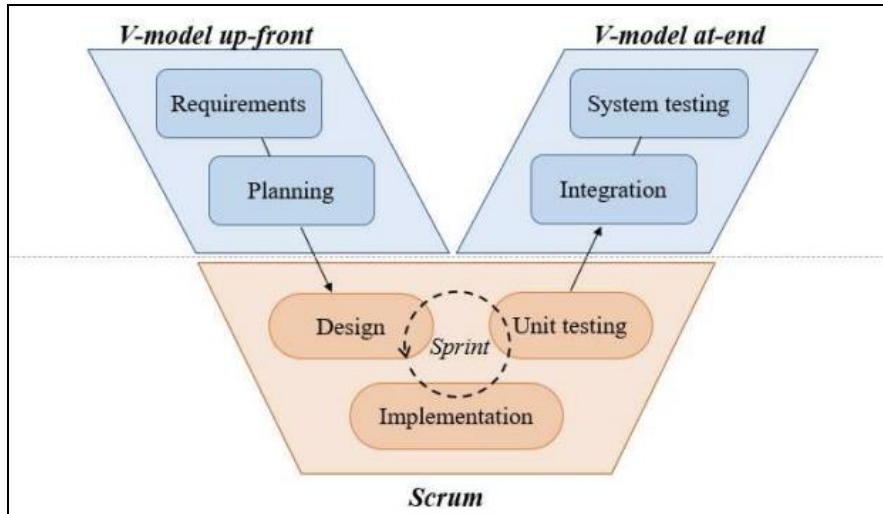 V-model up-front
V-model at-end
Requirements
System testing
Planning
Integration
Design
Sprint
Unit testing
Implementation
Scrum